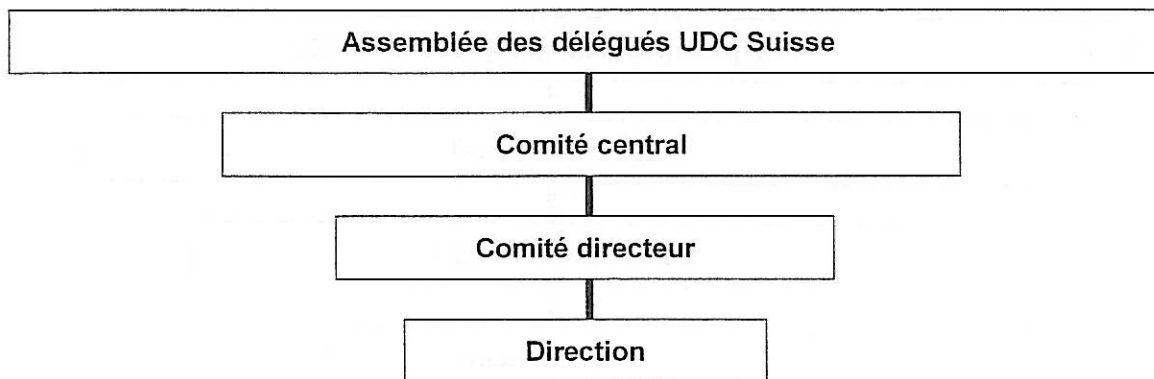 Assemblée des délégués UDC Suisse
Comité central
Comité directeur
Direction